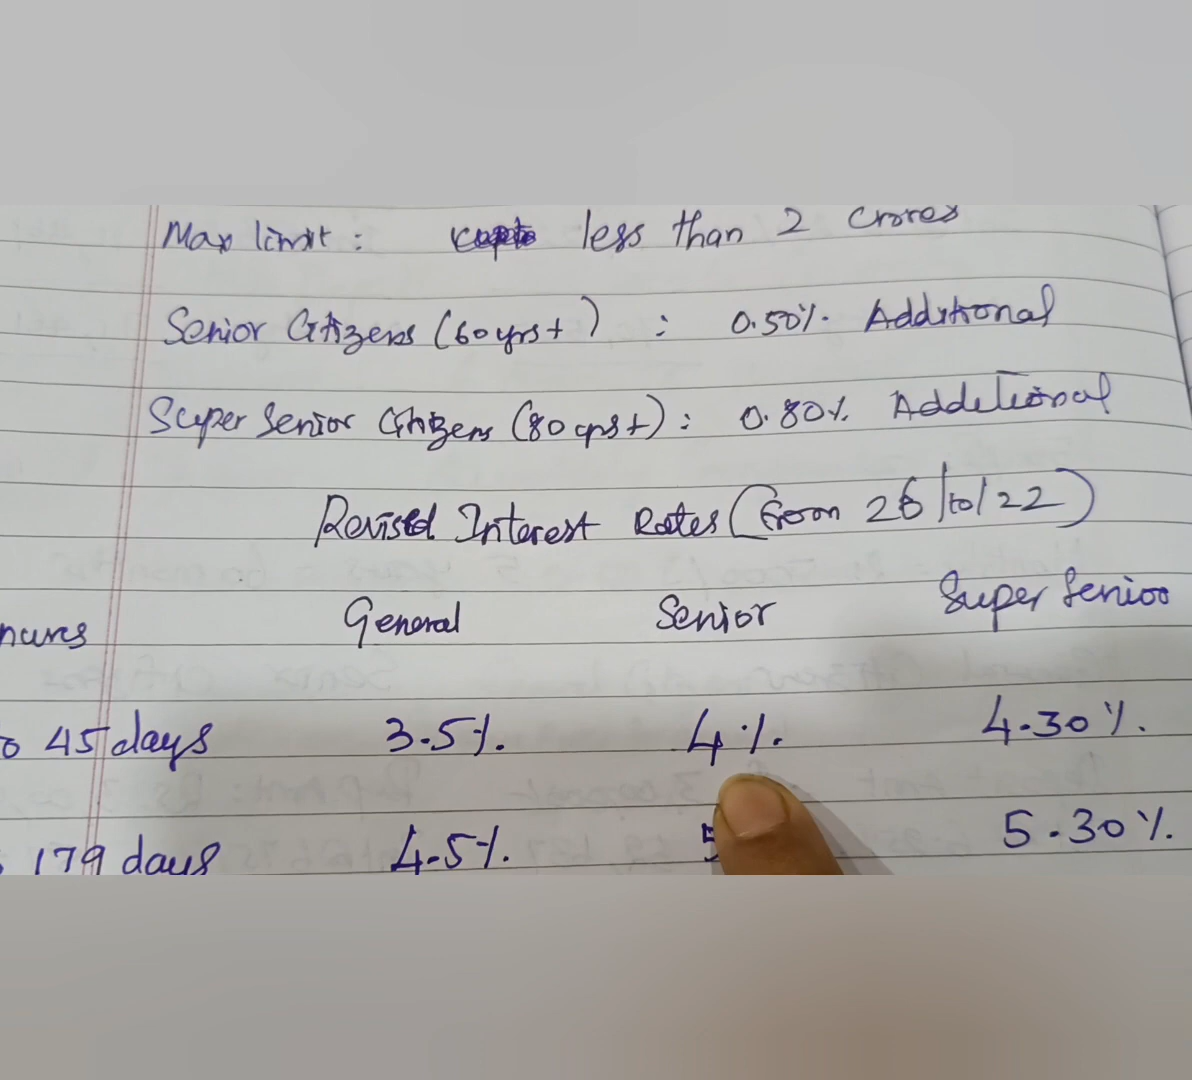 Max limit : less than 2 Crores
Senior Citizens (60yrs+) : 0.50% Additional
Super Senior Citizens (80yrs+) : 0.80% Additional
Revised Interest Rates (from 26/10/22)
nures General Senior Super Senior
o 45 days 3.5% 4% 4.30%
179 days 4.5% 5 5.30%